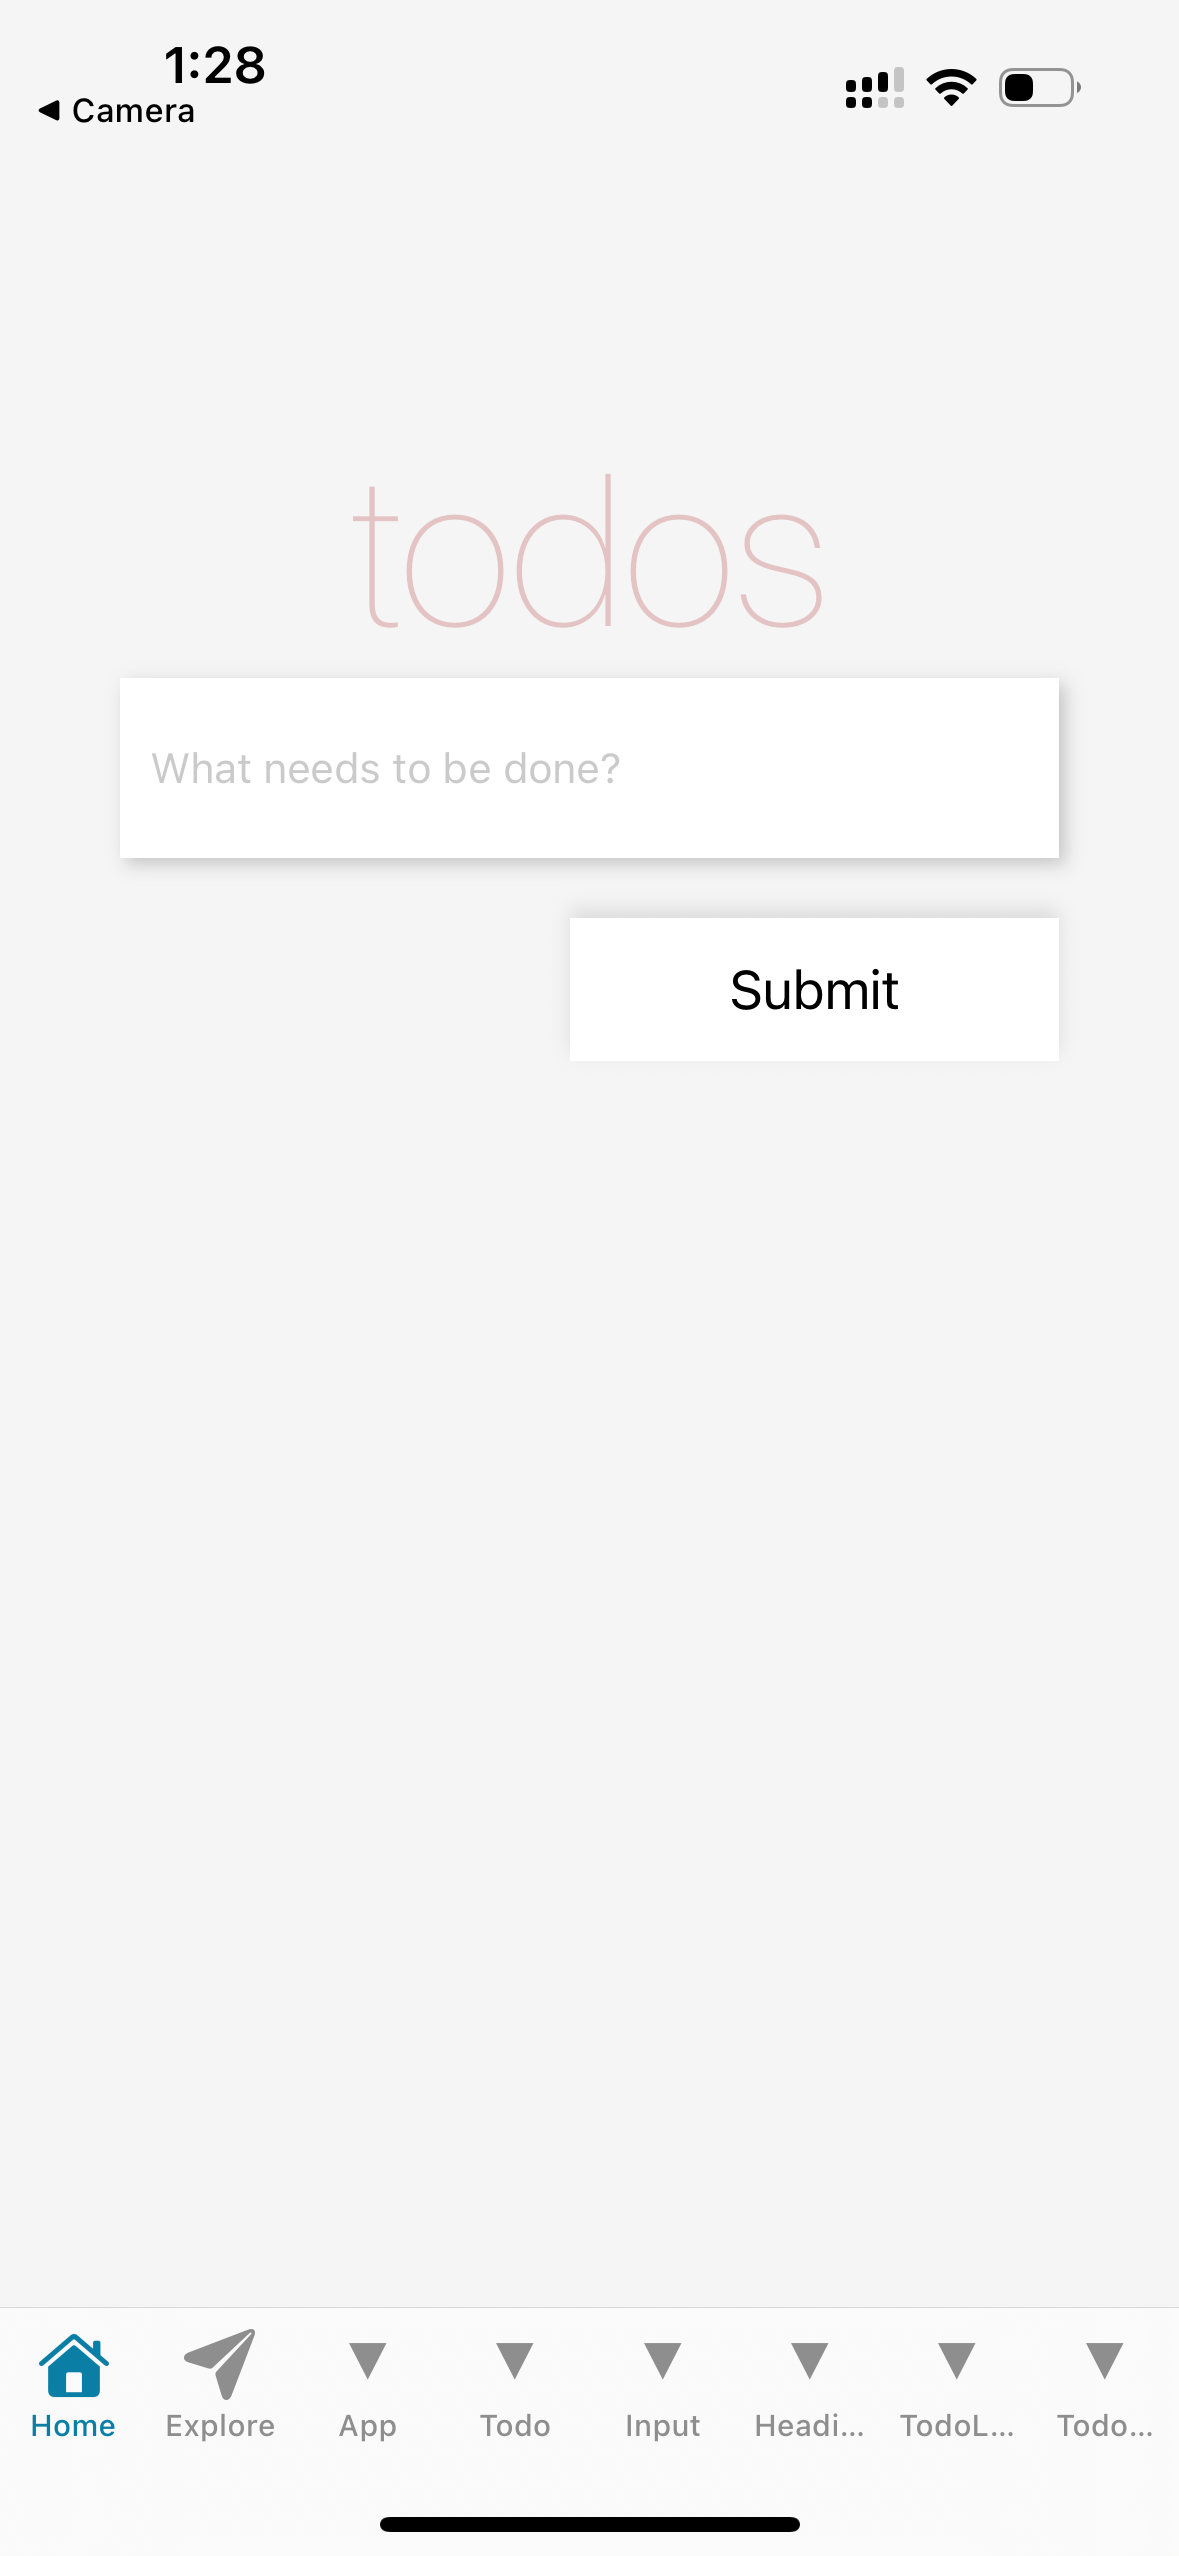 1:28
Camera
todos
What needs to be done?
Submit
Home
Explore
App
Todo
Input
Headi...
TodoL...
Todo...